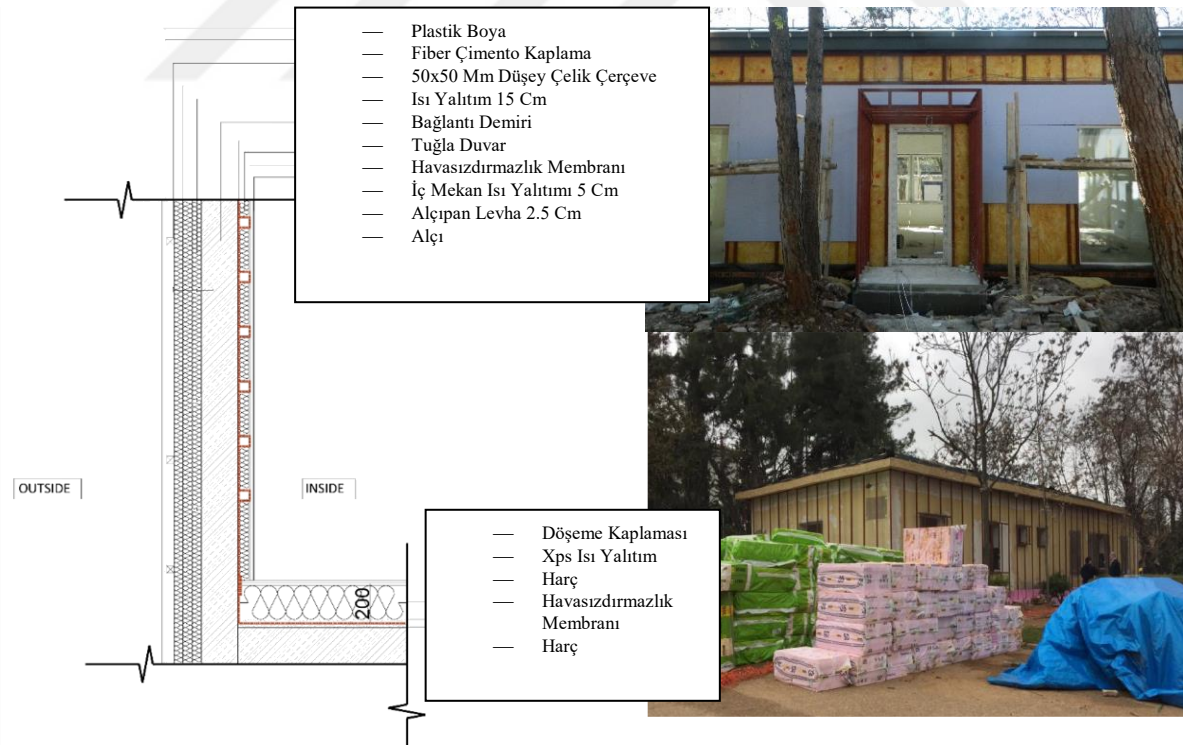 — Plastik Boya
— Fiber Çimento Kaplama
— 50x50 Mm Düşey Çelik Çerçeve
— Isı Yalıtım 15 Cm
— Bağlantı Demiri
— Tuğla Duvar
— Havasızdırmazlık Membranı
— İç Mekan Isı Yalıtımı 5 Cm
— Alçıpan Levha 2.5 Cm
— Alçı
OUTSIDE
INSIDE
200
— Döşeme Kaplaması
— Xps Isı Yalıtım
— Harç
— Havasızdırmazlık
Membranı
— Harç